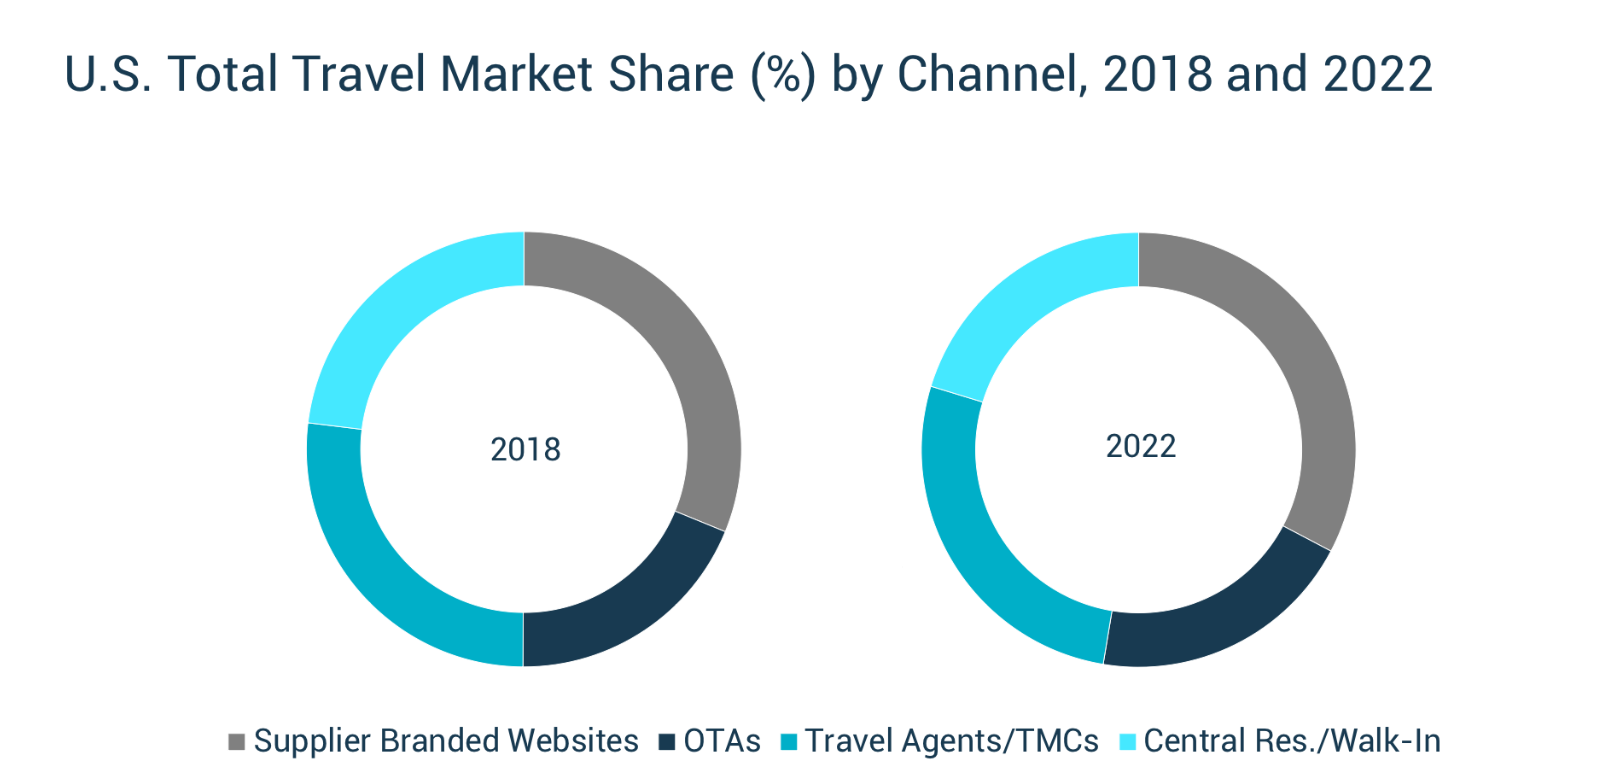 U.S. Total Travel Market Share (%) by Channel, 2018 and 2022
2018
2022
Supplier Branded Websites OTAs Travel Agents/TMCs Central Res./Walk-In